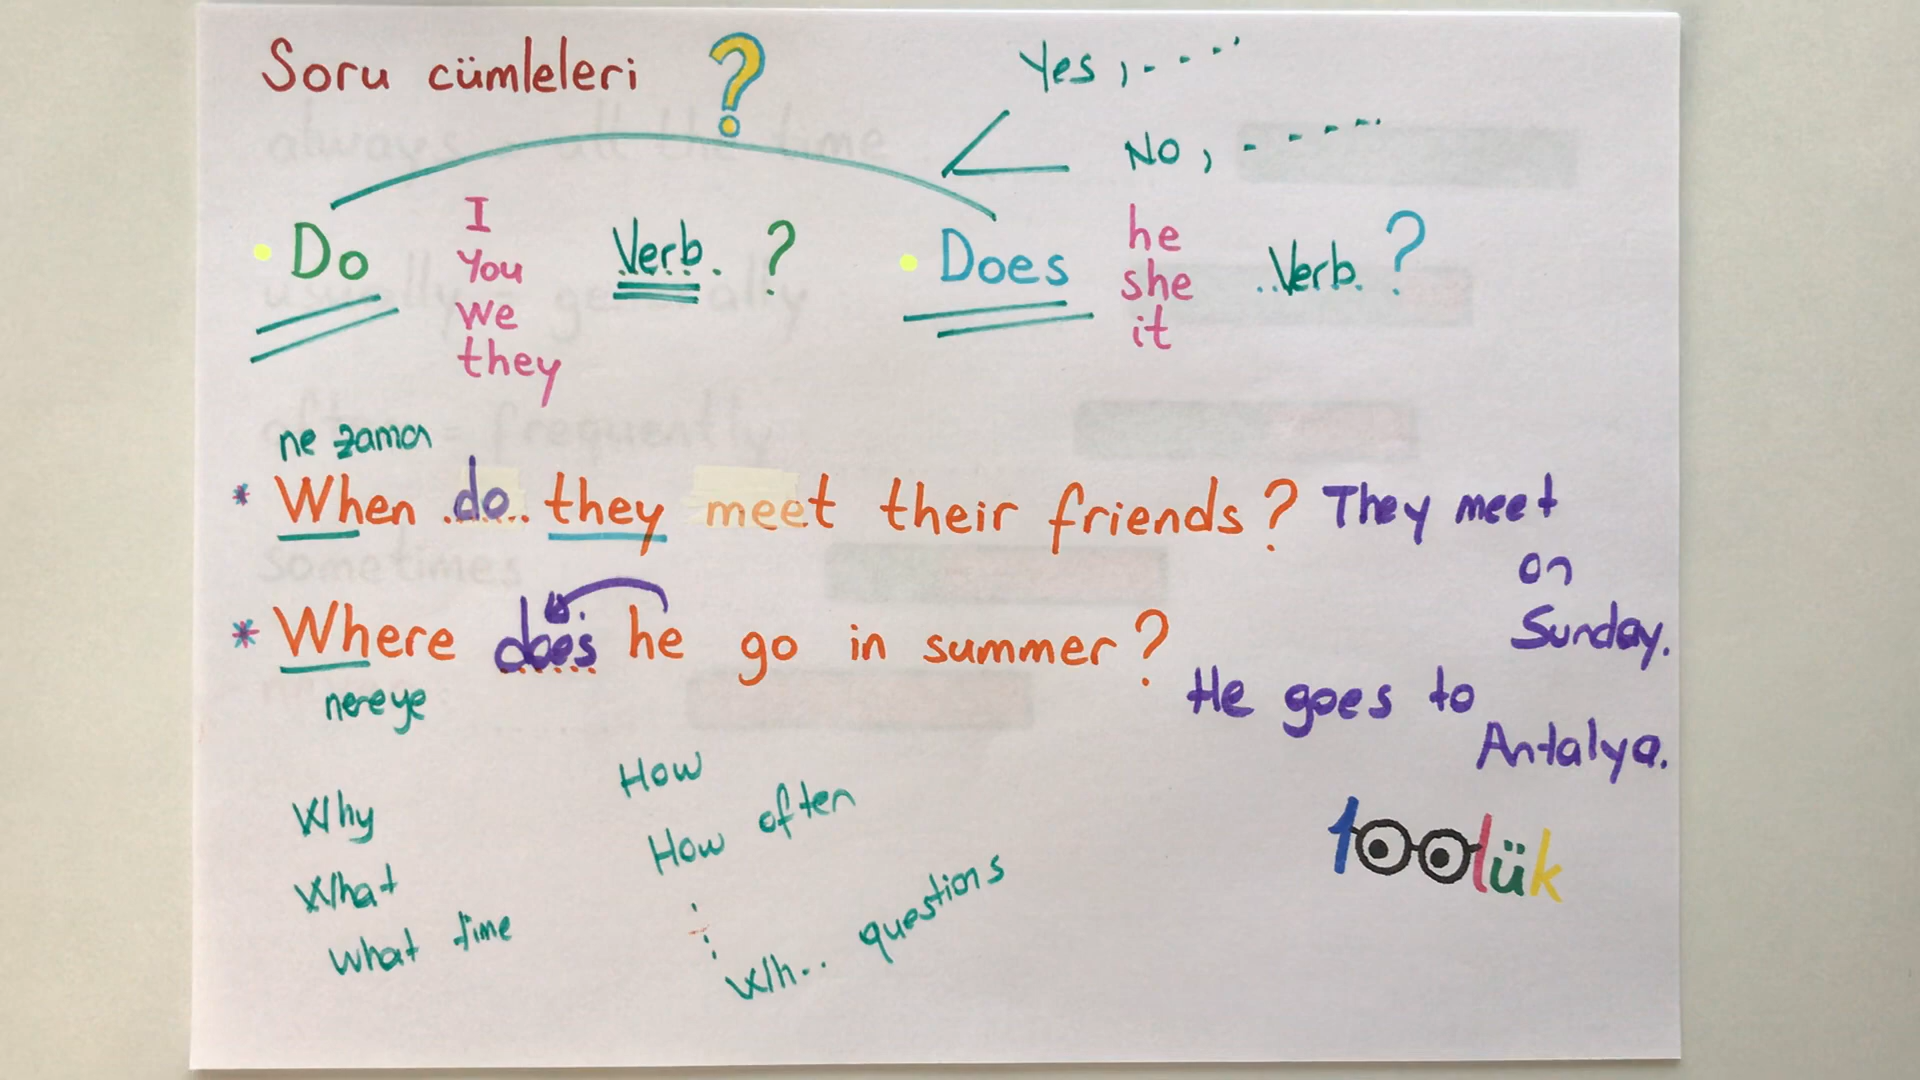 Soru cümleleri ?
Yes, - - - -
No, - - - -
Do I Verb. ?
You
We
they
Does he ..Verb. ?
she
it
ne zaman
* When .do... they meet their friends? They meet
on
Sunday.
* Where does he go in summer?
nereye
He goes to
Antalya.
Why
What
What time
How
How often
Wh.. questions
100lük